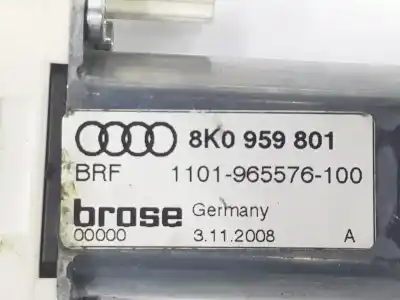 8K0 959 801
BRF 1101-965576-100
brose Germany
00000 3.11.2008 A